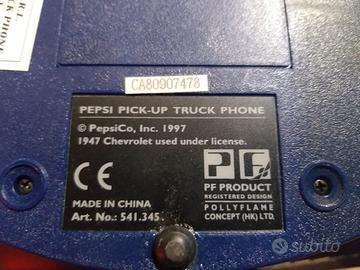 CA80907478
PEPSI PICK-UP TRUCK PHONE
© PepsiCo, Inc. 1997
1947 Chevrolet used under license.
CE
PF
PF PRODUCT
REGISTERED DESIGN
POLLYFLAME
CONCEPT (HK) LTD.
MADE IN CHINA
Art. No.: 541.345
subito